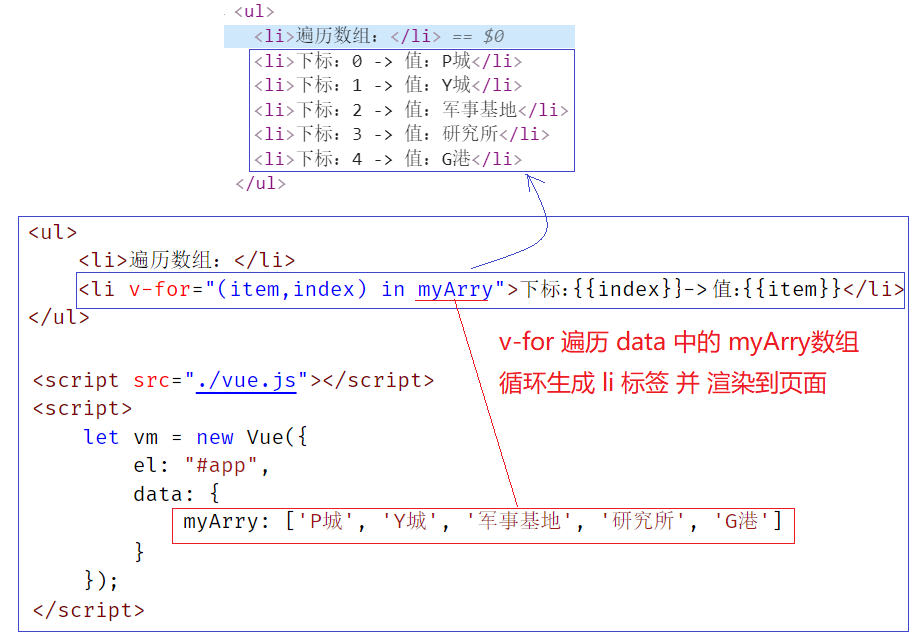 <ul>
<li>遍历数组：</li> == $0
<li>下标：0 -> 值：P城</li>
<li>下标：1 -> 值：Y城</li>
<li>下标：2 -> 值：军事基地</li>
<li>下标：3 -> 值：研究所</li>
<li>下标：4 -> 值：G港</li>
</ul>
<ul>
<li>遍历数组：</li>
<li v-for="(item,index) in myArry">下标:{{index}}->值:{{item}}</li>
</ul>
v-for 遍历 data 中的 myArry数组
循环生成 li 标签 并 渲染到页面
<script src="./vue.js"></script>
<script>
let vm = new Vue({
el: "#app",
data: {
myArry: ['P城', 'Y城', '军事基地', '研究所', 'G港']
}
});
</script>